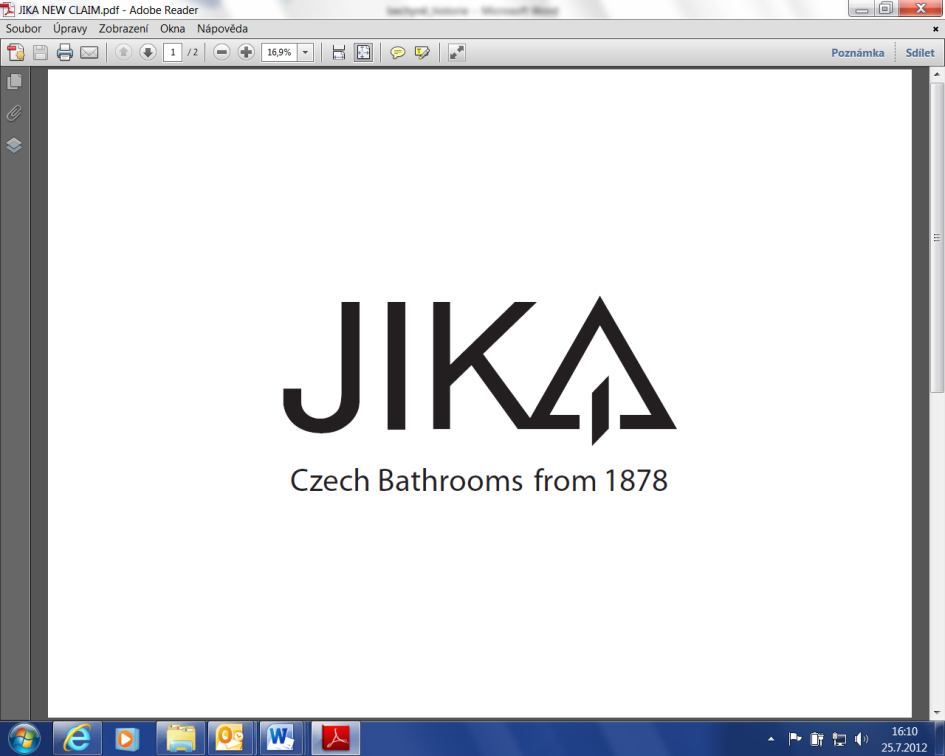 JIKA NEW CLAIM.pdf - Adobe Reader
Soubor Úpravy Zobrazení Okna Nápověda
1 / 2 16,9% Poznámka Sdílet
JIKA
Czech Bathrooms from 1878
16:10
25.7.2012